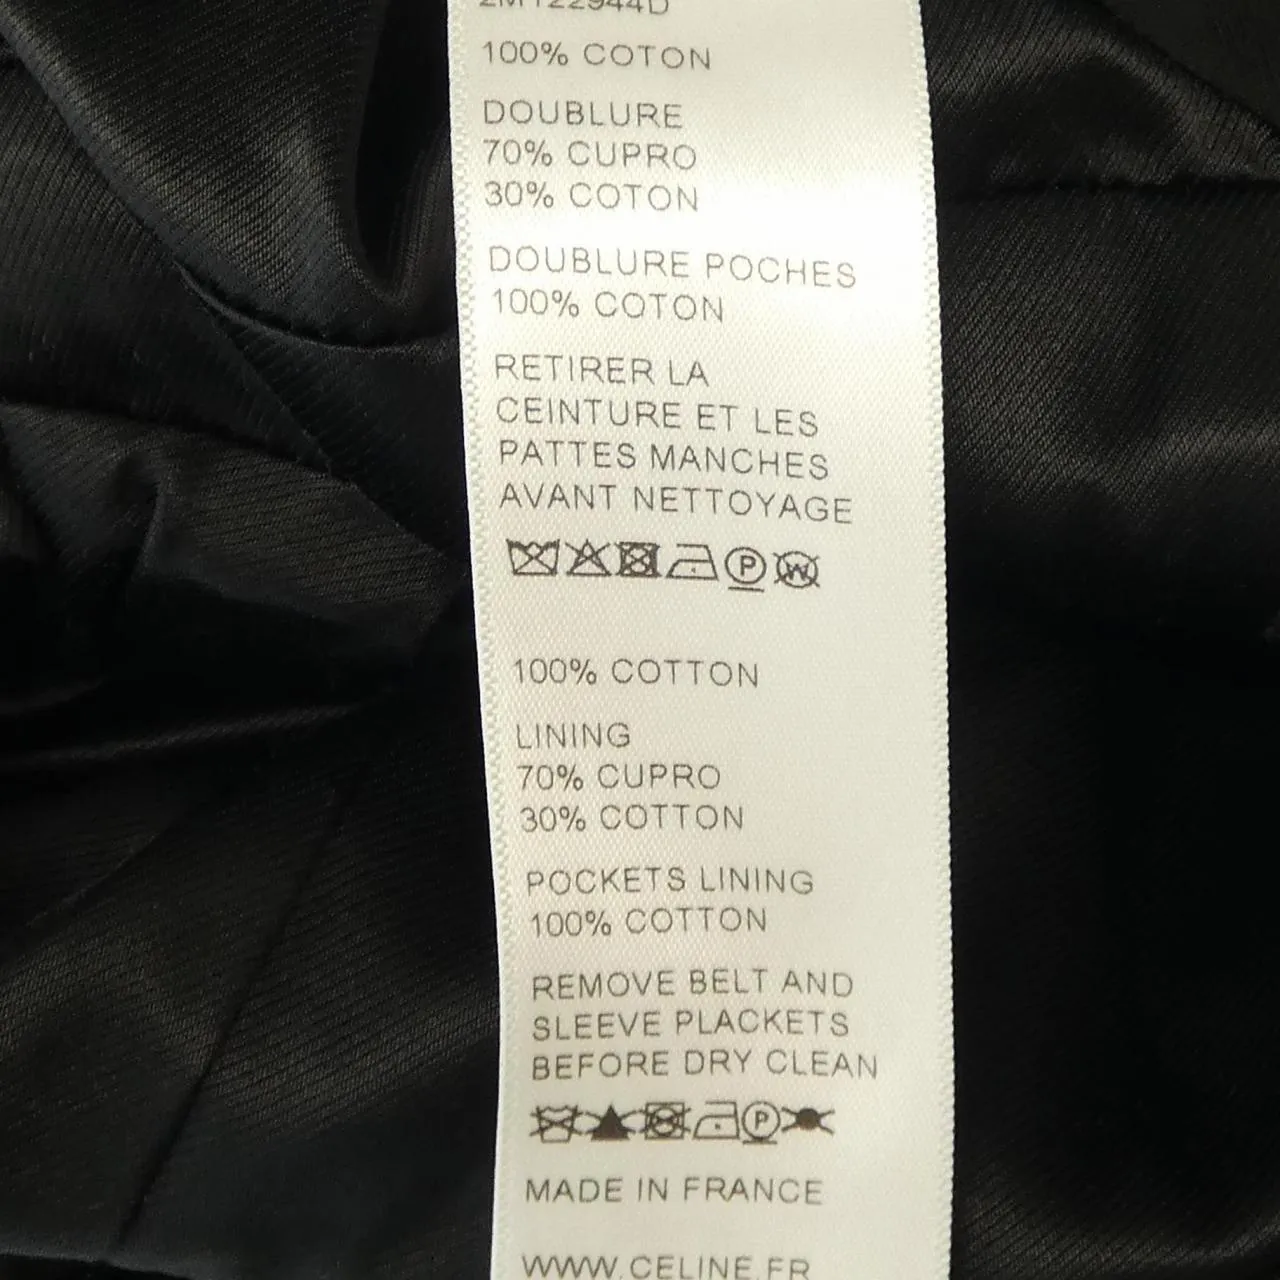 2M122944D
100% COTON
DOUBLURE
70% CUPRO
30% COTON
DOUBLURE POCHES
100% COTON
RETIRER LA
CEINTURE ET LES
PATTES MANCHES
AVANT NETTOYAGE
P W
100% COTTON
LINING
70% CUPRO
30% COTTON
POCKETS LINING
100% COTTON
REMOVE BELT AND
SLEEVE PLACKETS
BEFORE DRY CLEAN
P
MADE IN FRANCE
WWW.CELINE.FR